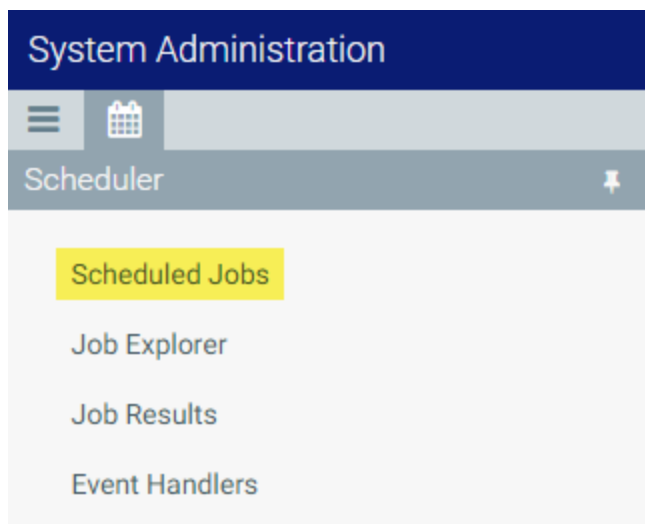 System Administration
Scheduler
Scheduled Jobs
Job Explorer
Job Results
Event Handlers